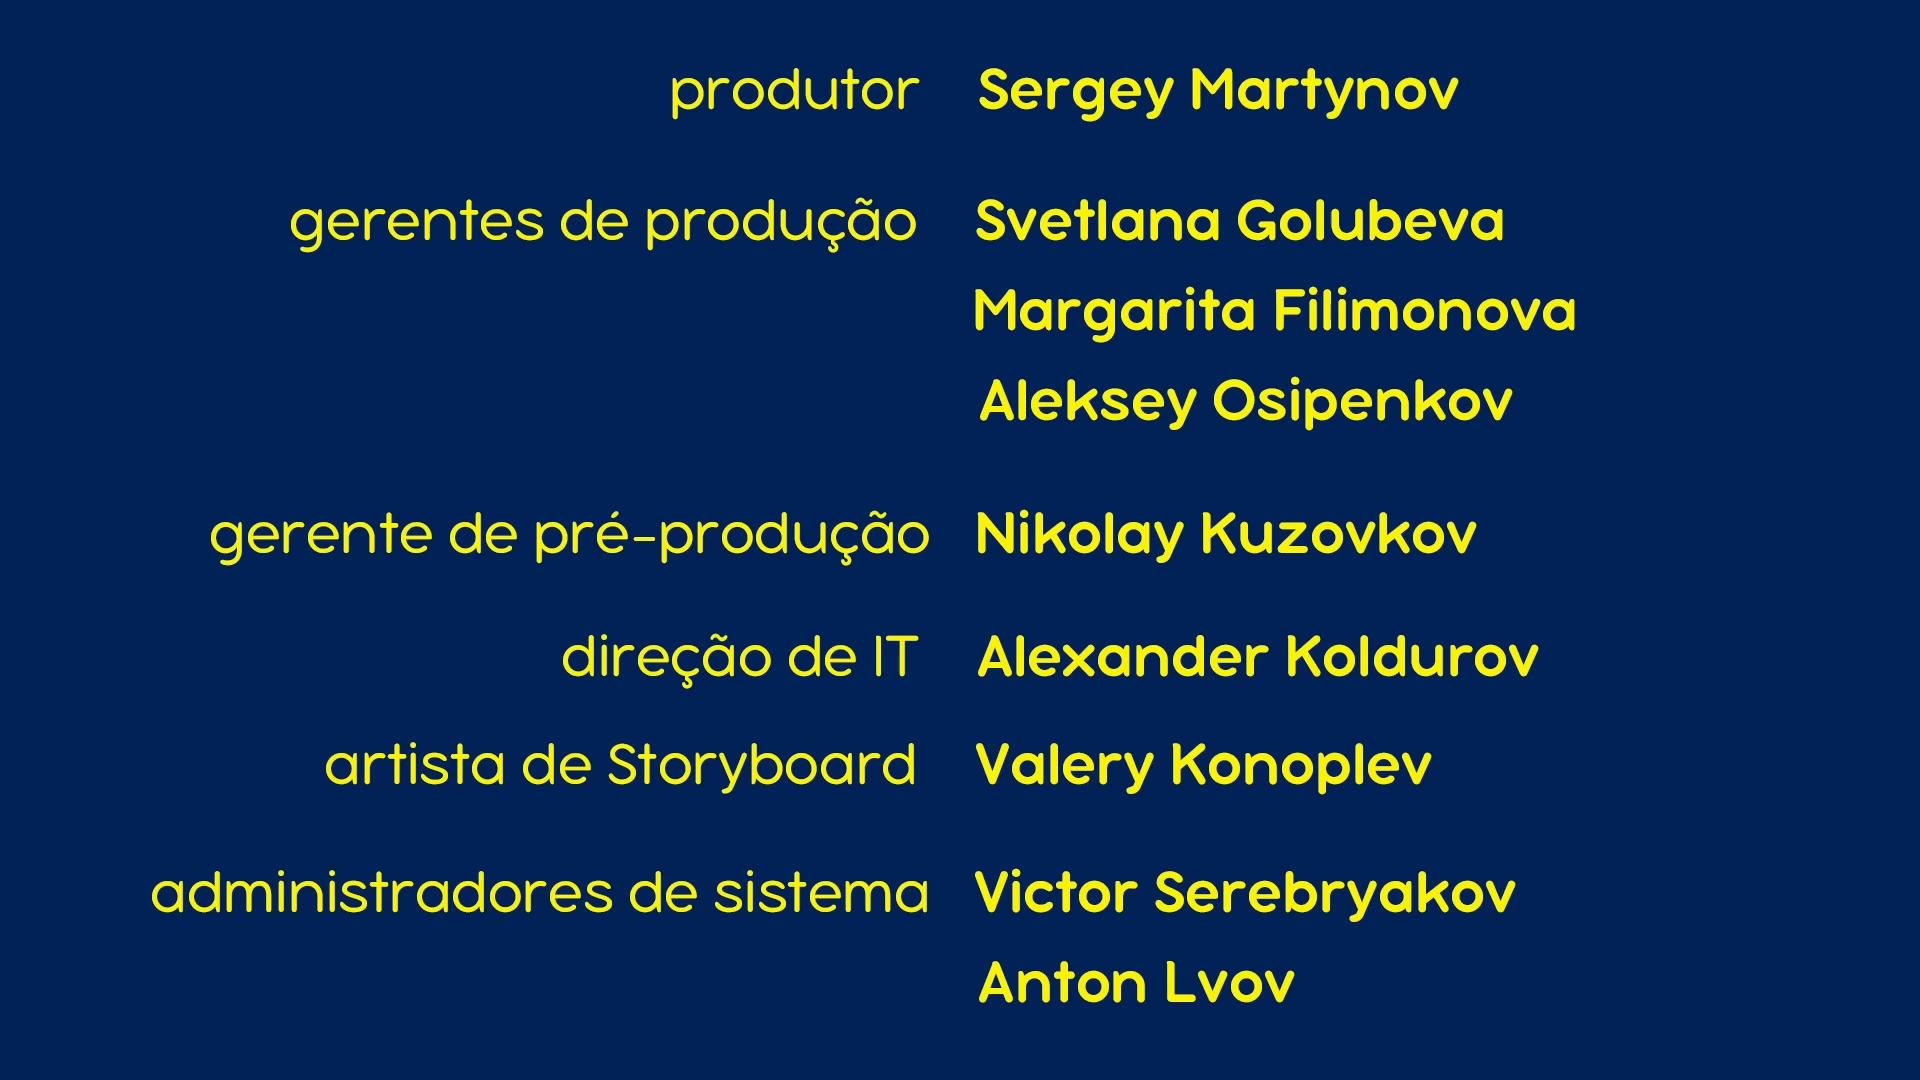 produtor Sergey Martynov
gerentes de produção Svetlana Golubeva
Margarita Filimonova
Aleksey Osipenkov
gerente de pré-produção Nikolay Kuzovkov
direção de IT Alexander Koldurov
artista de Storyboard Valery Konoplev
administradores de sistema Victor Serebryakov
Anton Lvov